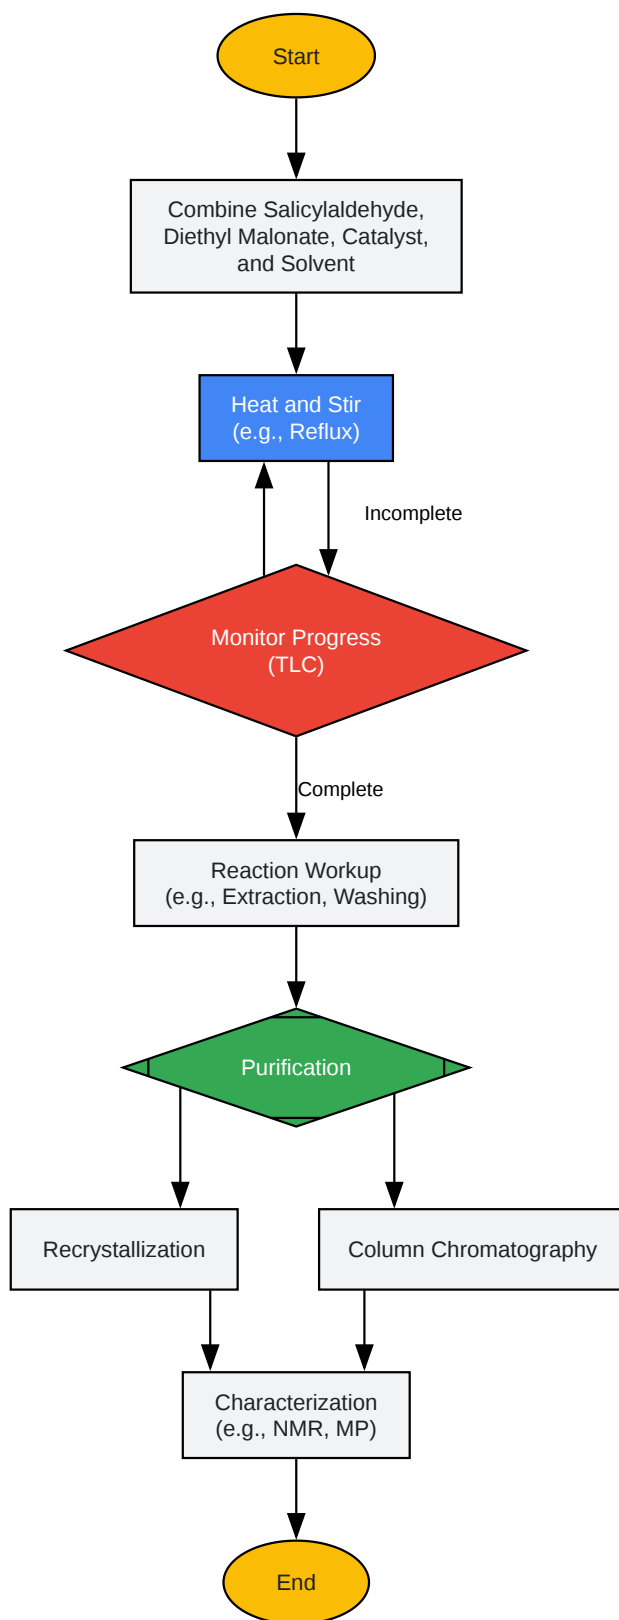 Start
Combine Salicylaldehyde,
Diethyl Malonate, Catalyst,
and Solvent
Heat and Stir
(e.g., Reflux)
Incomplete
Monitor Progress
(TLC)
Complete
Reaction Workup
(e.g., Extraction, Washing)
Purification
Recrystallization
Column Chromatography
Characterization
(e.g., NMR, MP)
End